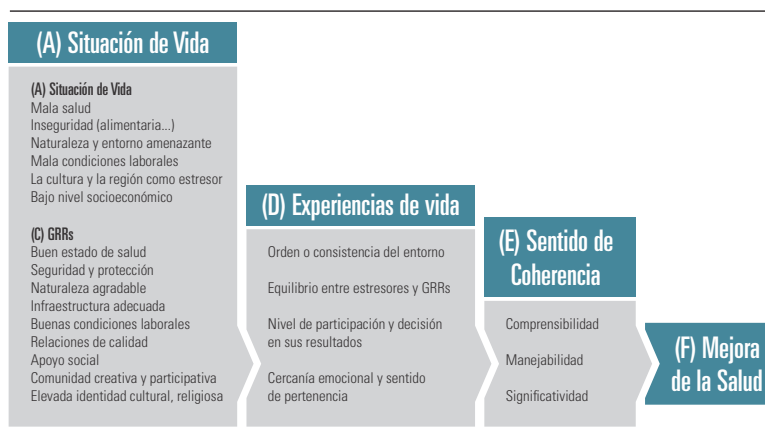 (A) Situación de Vida
(A) Situación de Vida
Mala salud
Inseguridad (alimentaria...)
Naturaleza y entorno amenazante
Mala condiciones laborales
La cultura y la región como estresor
Bajo nivel socioeconómico
(C) GRRs
Buen estado de salud
Seguridad y protección
Naturaleza agradable
Infraestructura adecuada
Buenas condiciones laborales
Relaciones de calidad
Apoyo social
Comunidad creativa y participativa
Elevada identidad cultural, religiosa
(D) Experiencias de vida
Orden o consistencia del entorno
Equilibrio entre estresores y GRRs
Nivel de participación y decisión
en sus resultados
Cercanía emocional y sentido
de pertenencia
(E) Sentido de
Coherencia
Comprensibilidad
Manejabilidad
Significatividad
(F) Mejora
de la Salud